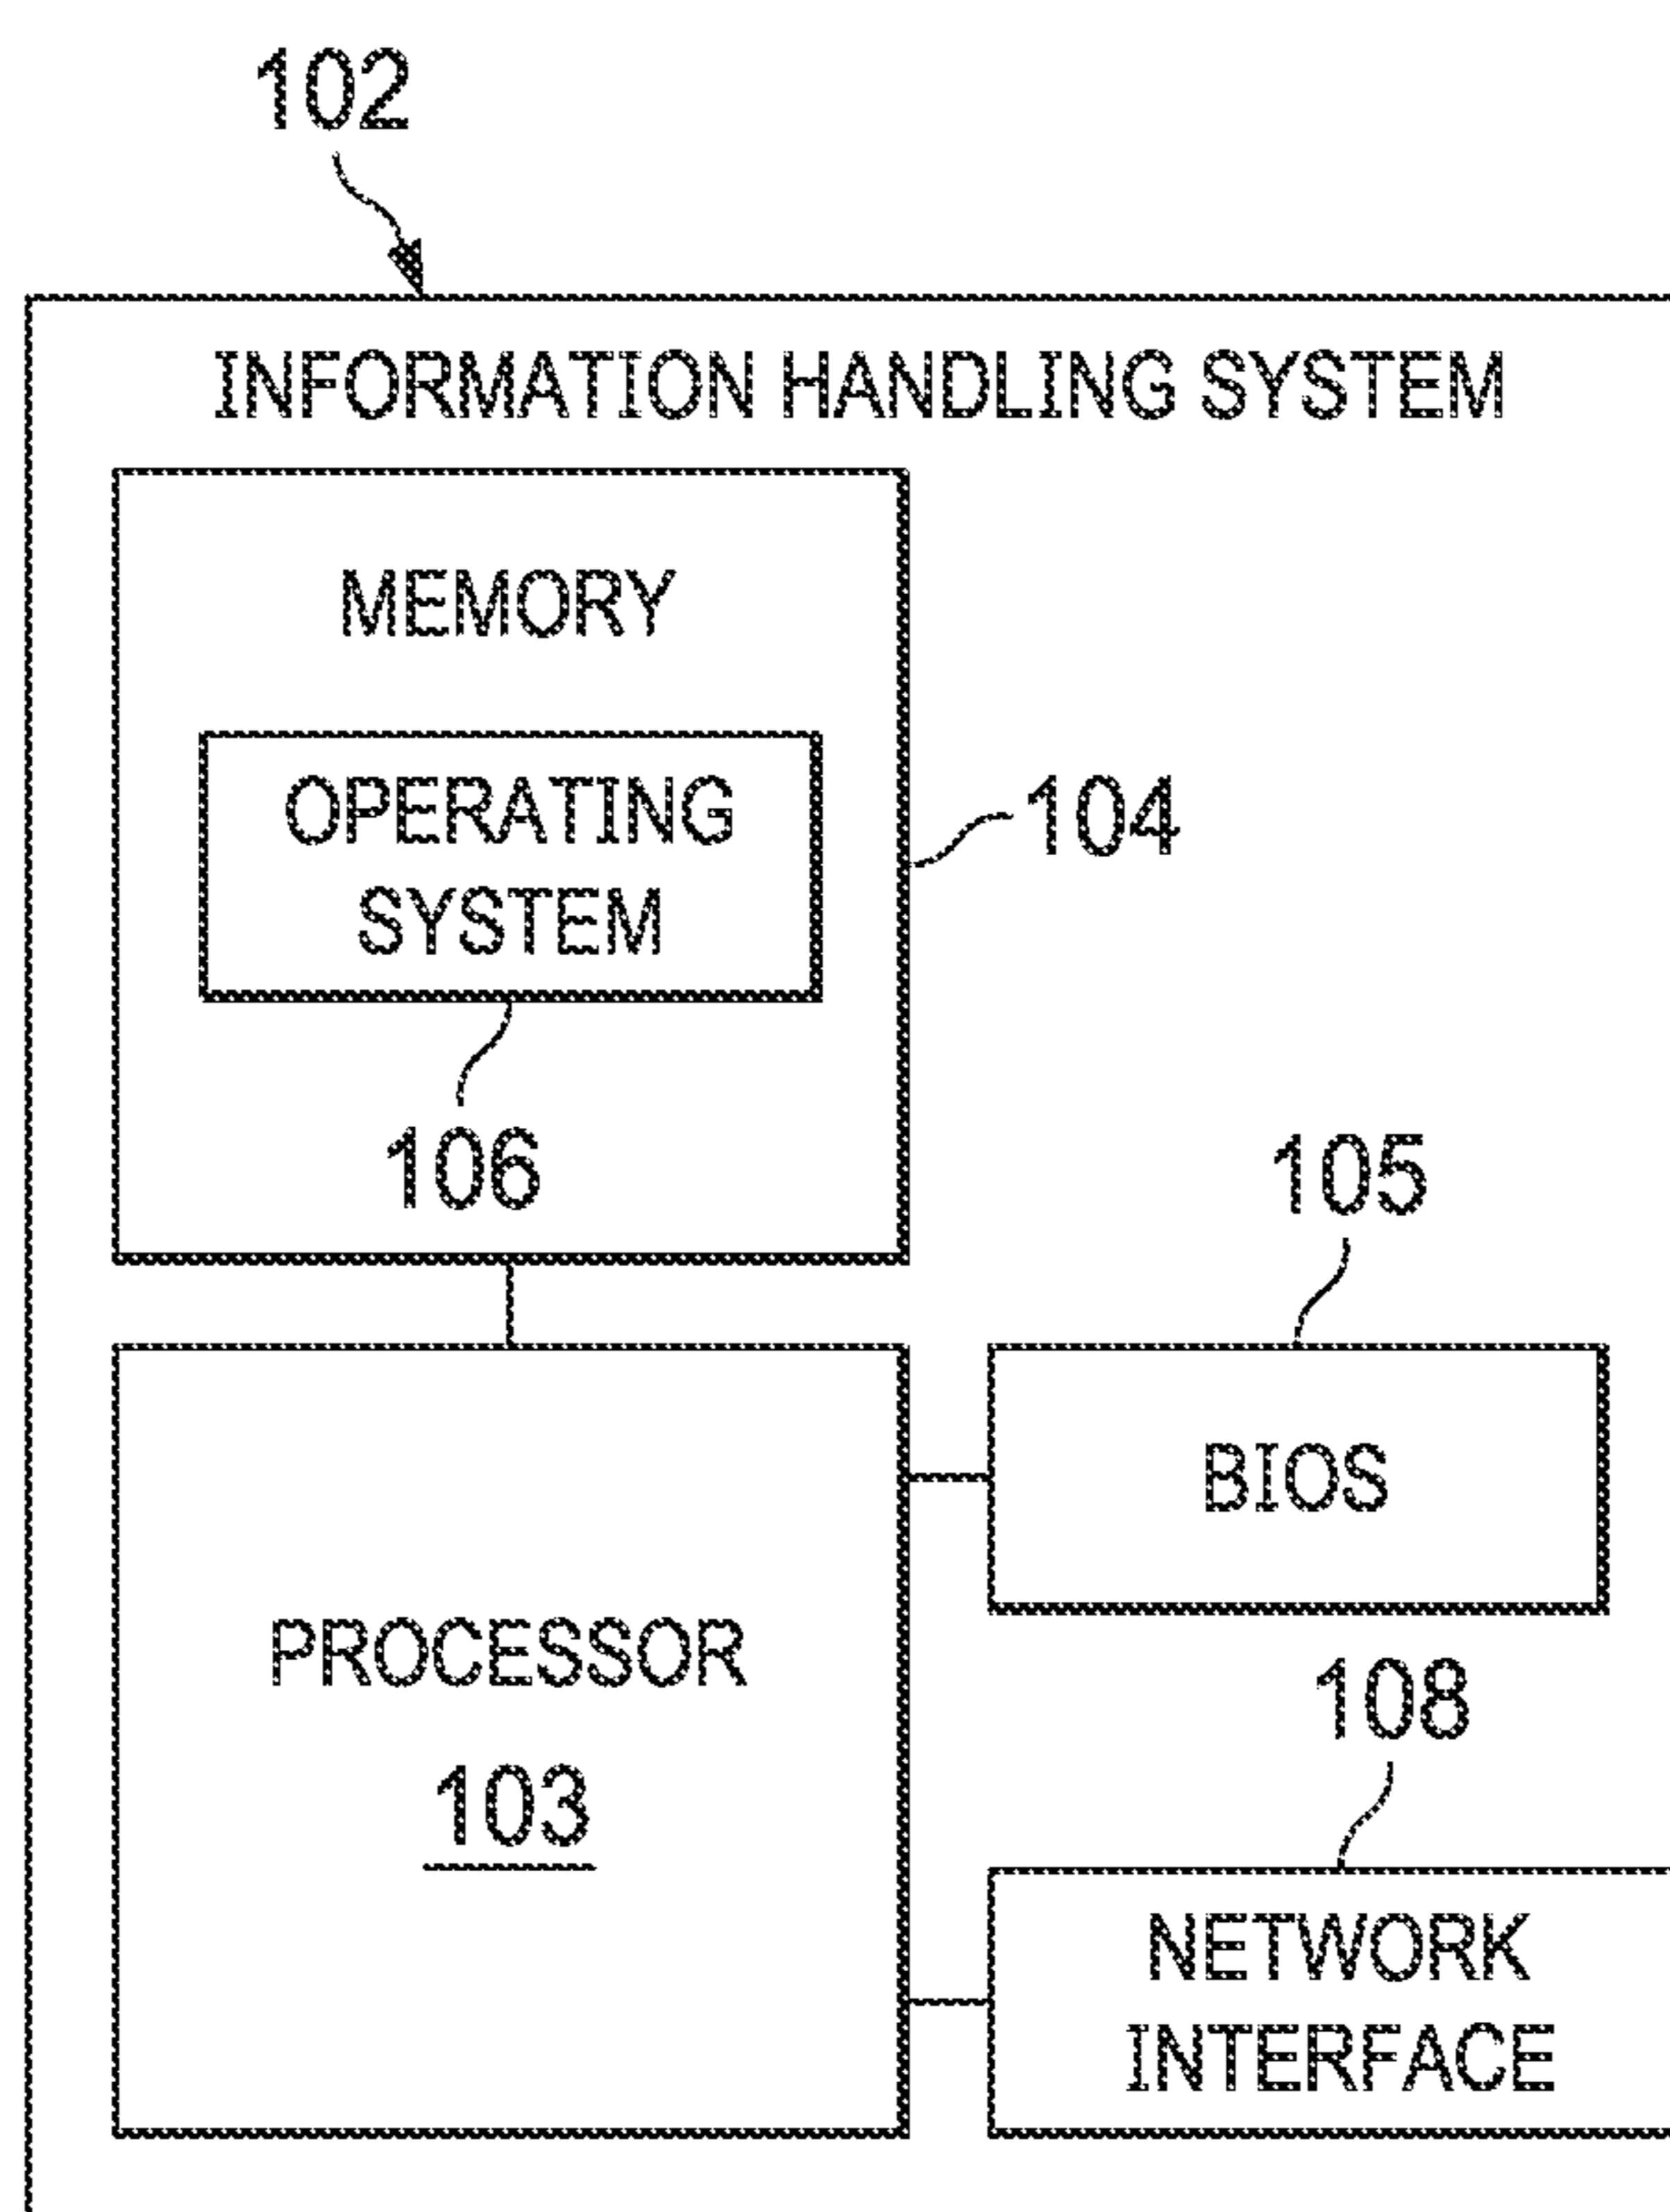 102
INFORMATION HANDLING SYSTEM
MEMORY
OPERATING
SYSTEM
104
106
105
BIOS
PROCESSOR
103
108
NETWORK
INTERFACE